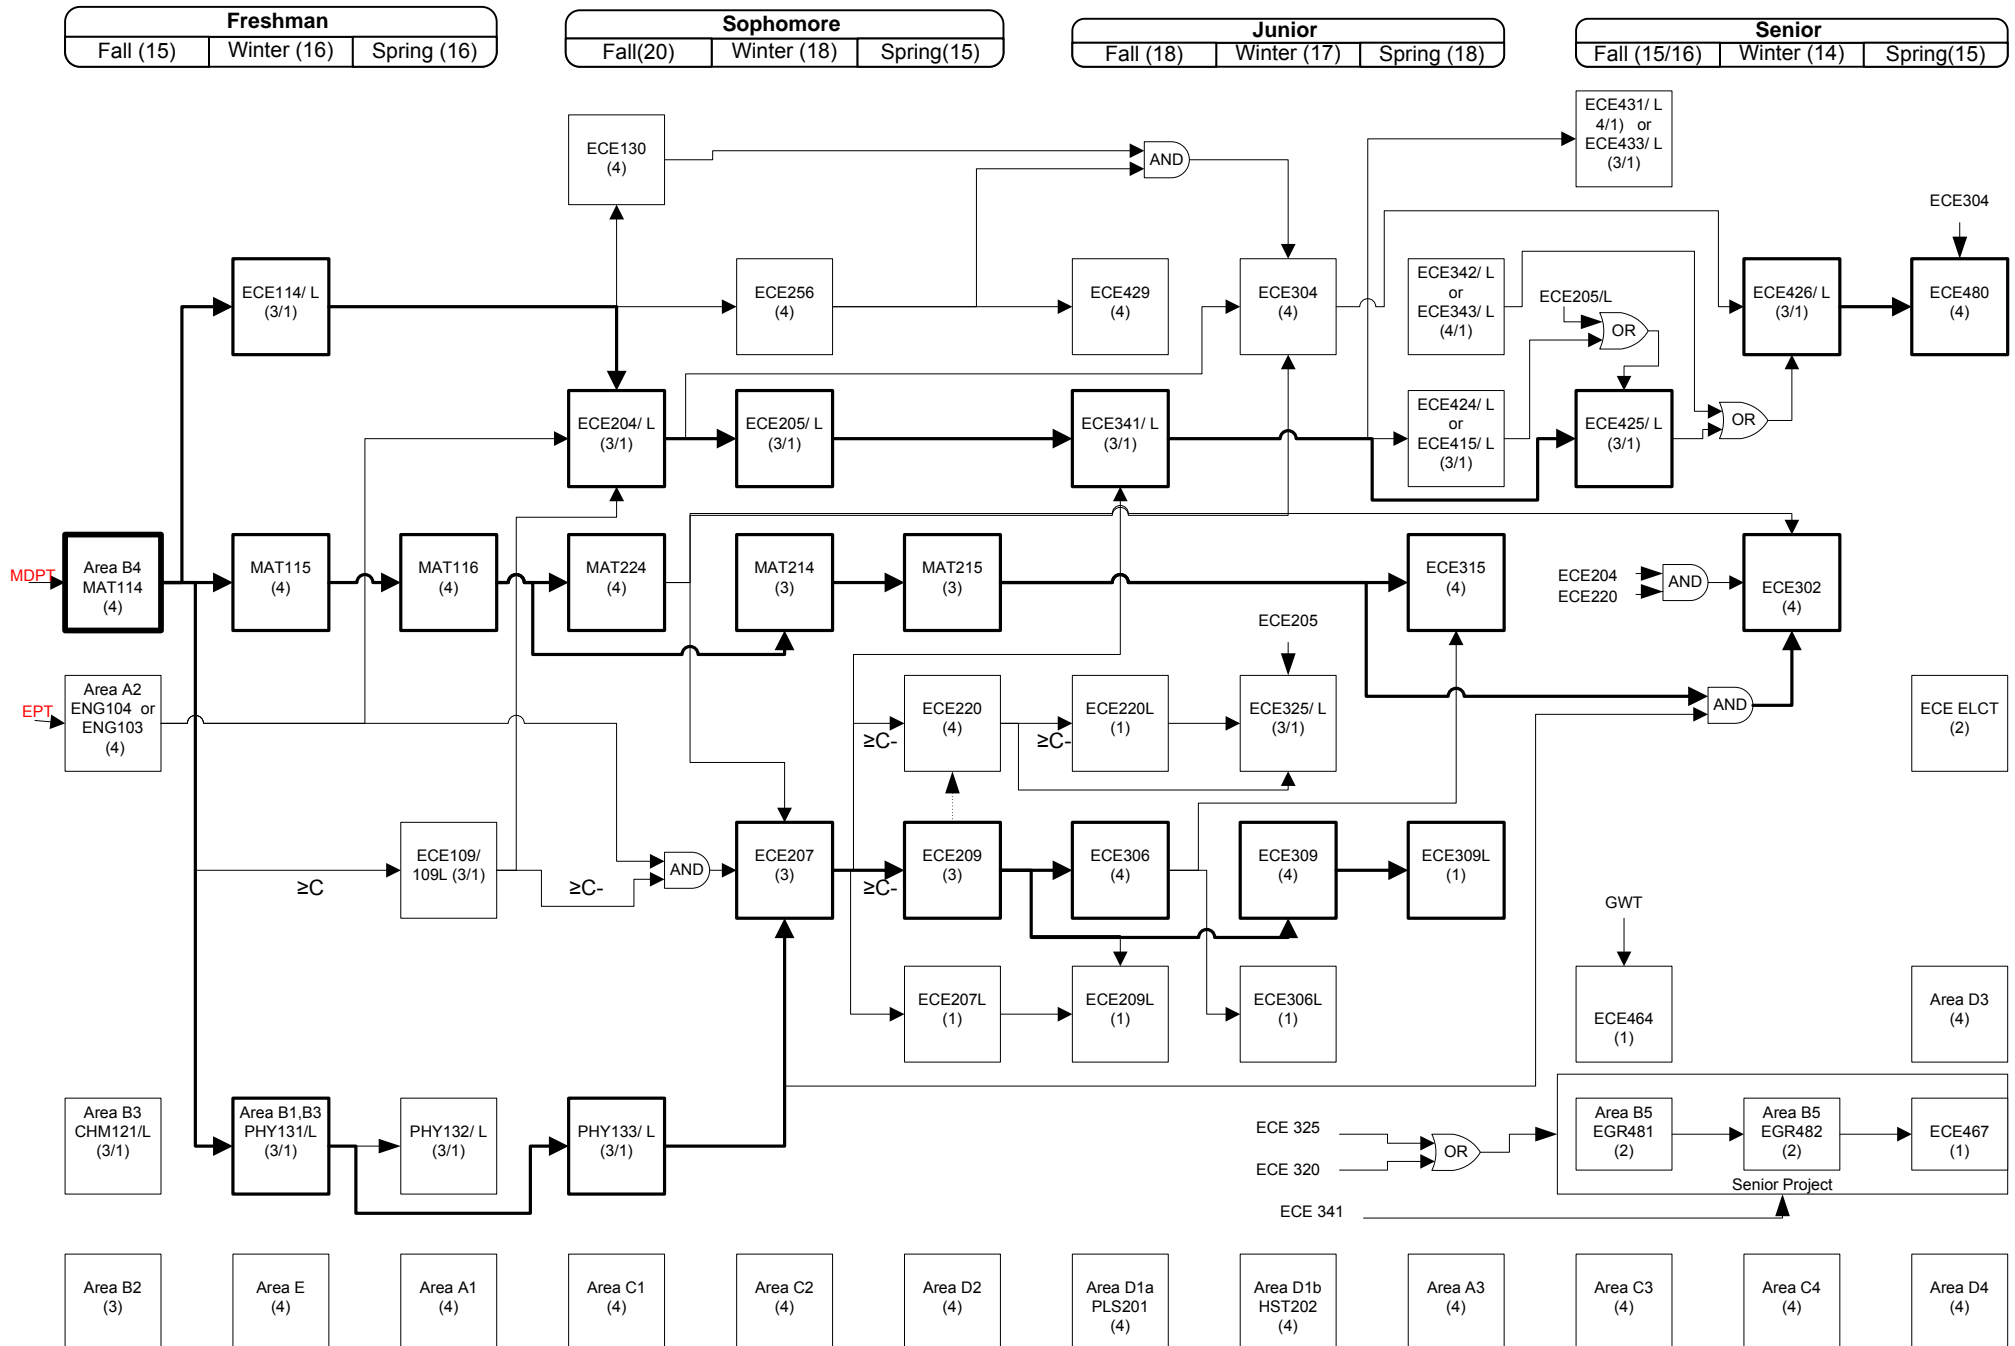 Freshman
Fall (15) Winter (16) Spring (16)
Sophomore
Fall(20) Winter (18) Spring(15)
Junior
Fall (18) Winter (17) Spring (18)
Senior
Fall (15/16) Winter (14) Spring(15)
ECE130
(4)
AND
ECE431/ L
4/1) or
ECE433/ L
(3/1)
ECE304
ECE114/ L
(3/1)
ECE256
(4)
ECE429
(4)
ECE304
(4)
ECE342/ L
or
ECE343/ L
(4/1)
ECE205/L
OR
ECE426/ L
(3/1)
ECE480
(4)
ECE204/ L
(3/1)
ECE205/ L
(3/1)
ECE341/ L
(3/1)
ECE424/ L
or
ECE415/ L
(3/1)
ECE425/ L
(3/1)
OR
MDPT
Area B4
MAT114
(4)
MAT115
(4)
MAT116
(4)
MAT224
(4)
MAT214
(3)
MAT215
(3)
ECE315
(4)
ECE204
ECE220
AND
ECE302
(4)
ECE205
EPT
Area A2
ENG104 or
ENG103
(4)
≥C-
ECE220
(4)
≥C-
ECE220L
(1)
ECE325/ L
(3/1)
AND
ECE ELCT
(2)
≥C
ECE109/
109L (3/1)
≥C-
AND
ECE207
(3)
≥C-
ECE209
(3)
ECE306
(4)
ECE309
(4)
ECE309L
(1)
GWT
ECE207L
(1)
ECE209L
(1)
ECE306L
(1)
ECE464
(1)
Area D3
(4)
Area B3
CHM121/L
(3/1)
Area B1,B3
PHY131/L
(3/1)
PHY132/ L
(3/1)
PHY133/ L
(3/1)
ECE 325
ECE 320
OR
ECE 341
Area B5
EGR481
(2)
Area B5
EGR482
(2)
ECE467
(1)
Senior Project
Area B2
(3)
Area E
(4)
Area A1
(4)
Area C1
(4)
Area C2
(4)
Area D2
(4)
Area D1a
PLS201
(4)
Area D1b
HST202
(4)
Area A3
(4)
Area C3
(4)
Area C4
(4)
Area D4
(4)